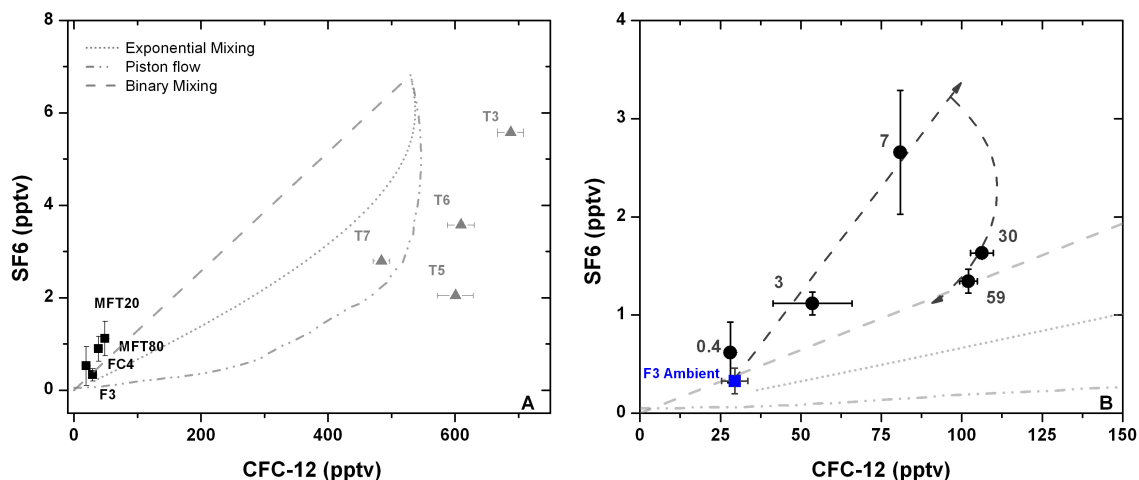 8
6
4
2
0
SF6 (pptv)
Exponential Mixing
Piston flow
Binary Mixing
T3
T6
T7
T5
MFT20
MFT80
FC4
F3
A
0
200
400
600
CFC-12 (pptv)
4
3
2
1
0
SF6 (pptv)
7
30
3
59
0.4
F3 Ambient
B
0
25
50
75
100
125
150
CFC-12 (pptv)